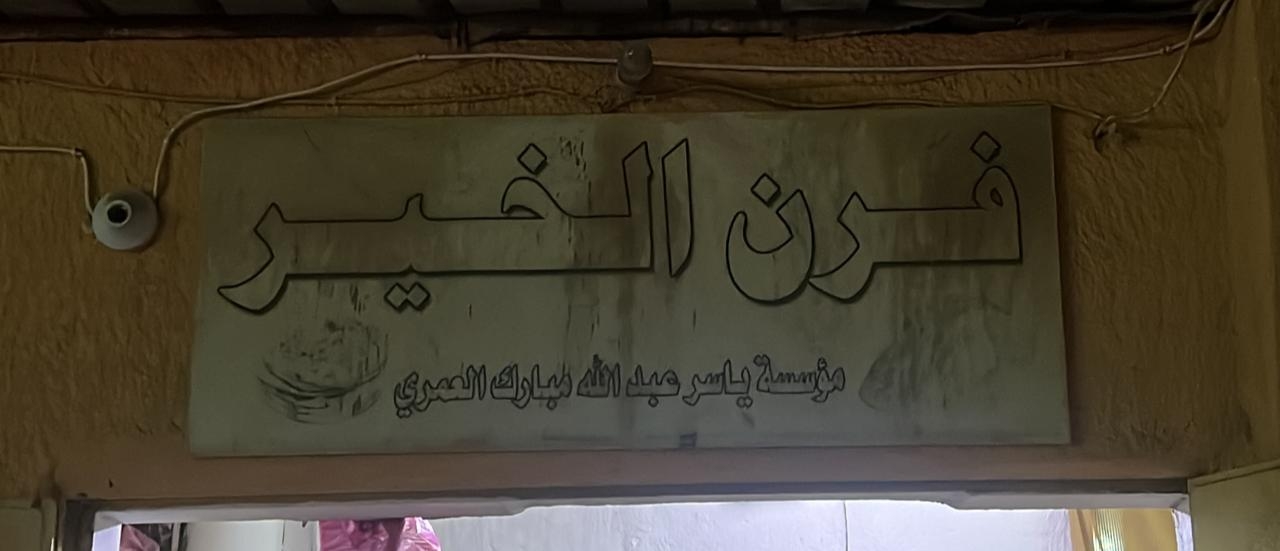 فرن الخير
مؤسسة ياسر عبد الله مبارك العمري